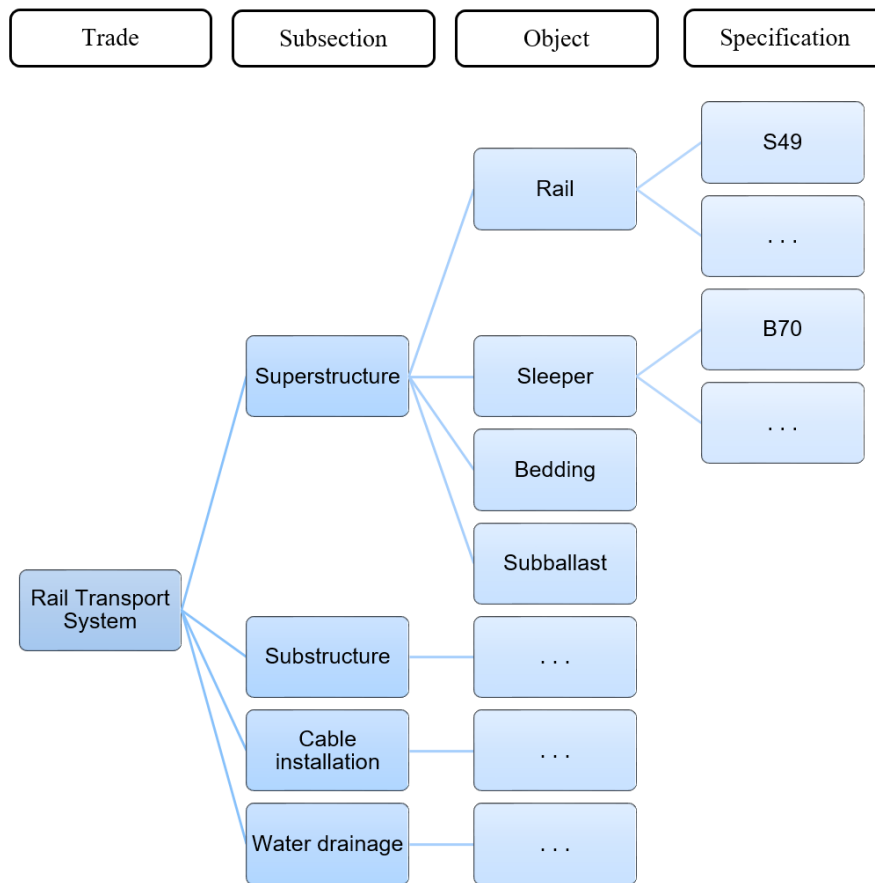 Trade
Subsection
Object
Specification
S49
Rail
. . .
B70
Superstructure
Sleeper
. . .
Bedding
Subballast
Rail Transport
System
Substructure
. . .
Cable
installation
. . .
Water drainage
. . .